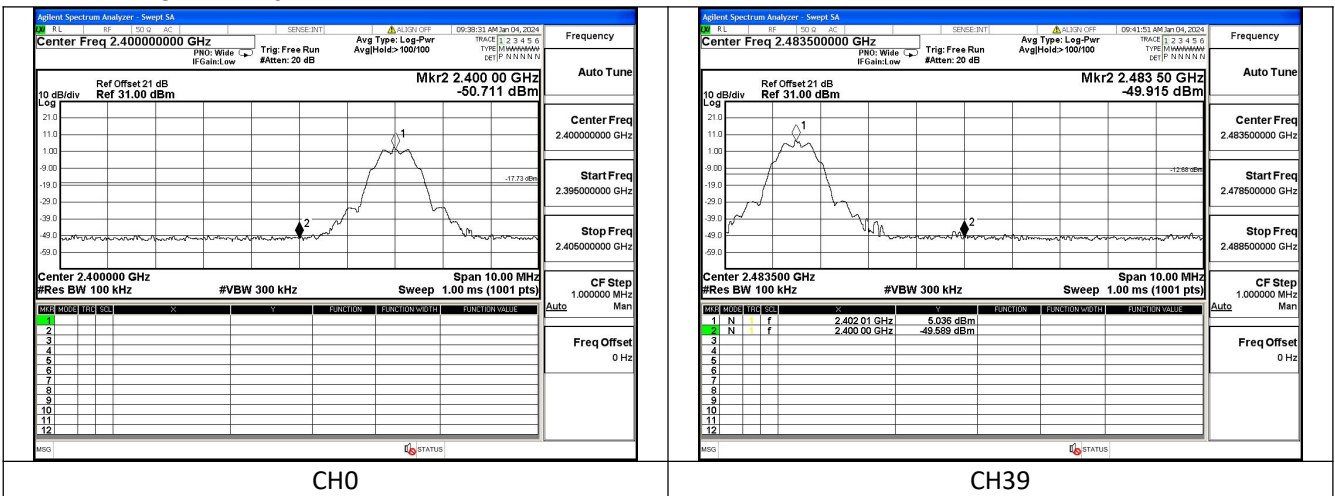 Agilent Spectrum Analyzer - Swept SA
RL RF 50 Ω AC SENSE:INT ALIGN OFF 09:38:31 AM Jan 04, 2024
Center Freq 2.400000000 GHz
PNO: Wide
IFGain:Low
Trig: Free Run
#Atten: 20 dB
Avg Type: Log-Pwr
Avg|Hold:> 100/100
TRACE 1 2 3 4 5 6
TYPE MWWWWW
DET P N N N N N
Ref Offset 21 dB
10 dB/div Ref 31.00 dBm
Log
Mkr2 2.400 00 GHz
-50.711 dBm
21.0
11.0
1.00
-9.00
-19.0
-29.0
-39.0
-49.0
-59.0
1
2
-17.73 dBm
Center 2.400000 GHz Span 10.00 MHz
#Res BW 100 kHz #VBW 300 kHz Sweep 1.00 ms (1001 pts)
MKR MODE TRC SCL X Y FUNCTION FUNCTION WIDTH FUNCTION VALUE
1
2
3
4
5
6
7
8
9
10
11
12
MSG STATUS
Frequency
Auto Tune
Center Freq
2.400000000 GHz
Start Freq
2.395000000 GHz
Stop Freq
2.405000000 GHz
CF Step
1.000000 MHz
Auto Man
Freq Offset
0 Hz
CH0
Agilent Spectrum Analyzer - Swept SA
RL RF 50 Ω AC SENSE:INT ALIGN OFF 09:41:51 AM Jan 04, 2024
Center Freq 2.483500000 GHz
PNO: Wide
IFGain:Low
Trig: Free Run
#Atten: 20 dB
Avg Type: Log-Pwr
Avg|Hold:> 100/100
TRACE 1 2 3 4 5 6
TYPE MWWWWW
DET P N N N N N
Ref Offset 21 dB
10 dB/div Ref 31.00 dBm
Log
Mkr2 2.483 50 GHz
-49.915 dBm
21.0
11.0
1.00
-9.00
-19.0
-29.0
-39.0
-49.0
-59.0
1
2
-12.68 dBm
Center 2.483500 GHz Span 10.00 MHz
#Res BW 100 kHz #VBW 300 kHz Sweep 1.00 ms (1001 pts)
MKR MODE TRC SCL X Y FUNCTION FUNCTION WIDTH FUNCTION VALUE
1 N 1 f 2.402 01 GHz 5.036 dBm
2 N 1 f 2.400 00 GHz -49.589 dBm
3
4
5
6
7
8
9
10
11
12
MSG STATUS
Frequency
Auto Tune
Center Freq
2.483500000 GHz
Start Freq
2.478500000 GHz
Stop Freq
2.488500000 GHz
CF Step
1.000000 MHz
Auto Man
Freq Offset
0 Hz
CH39